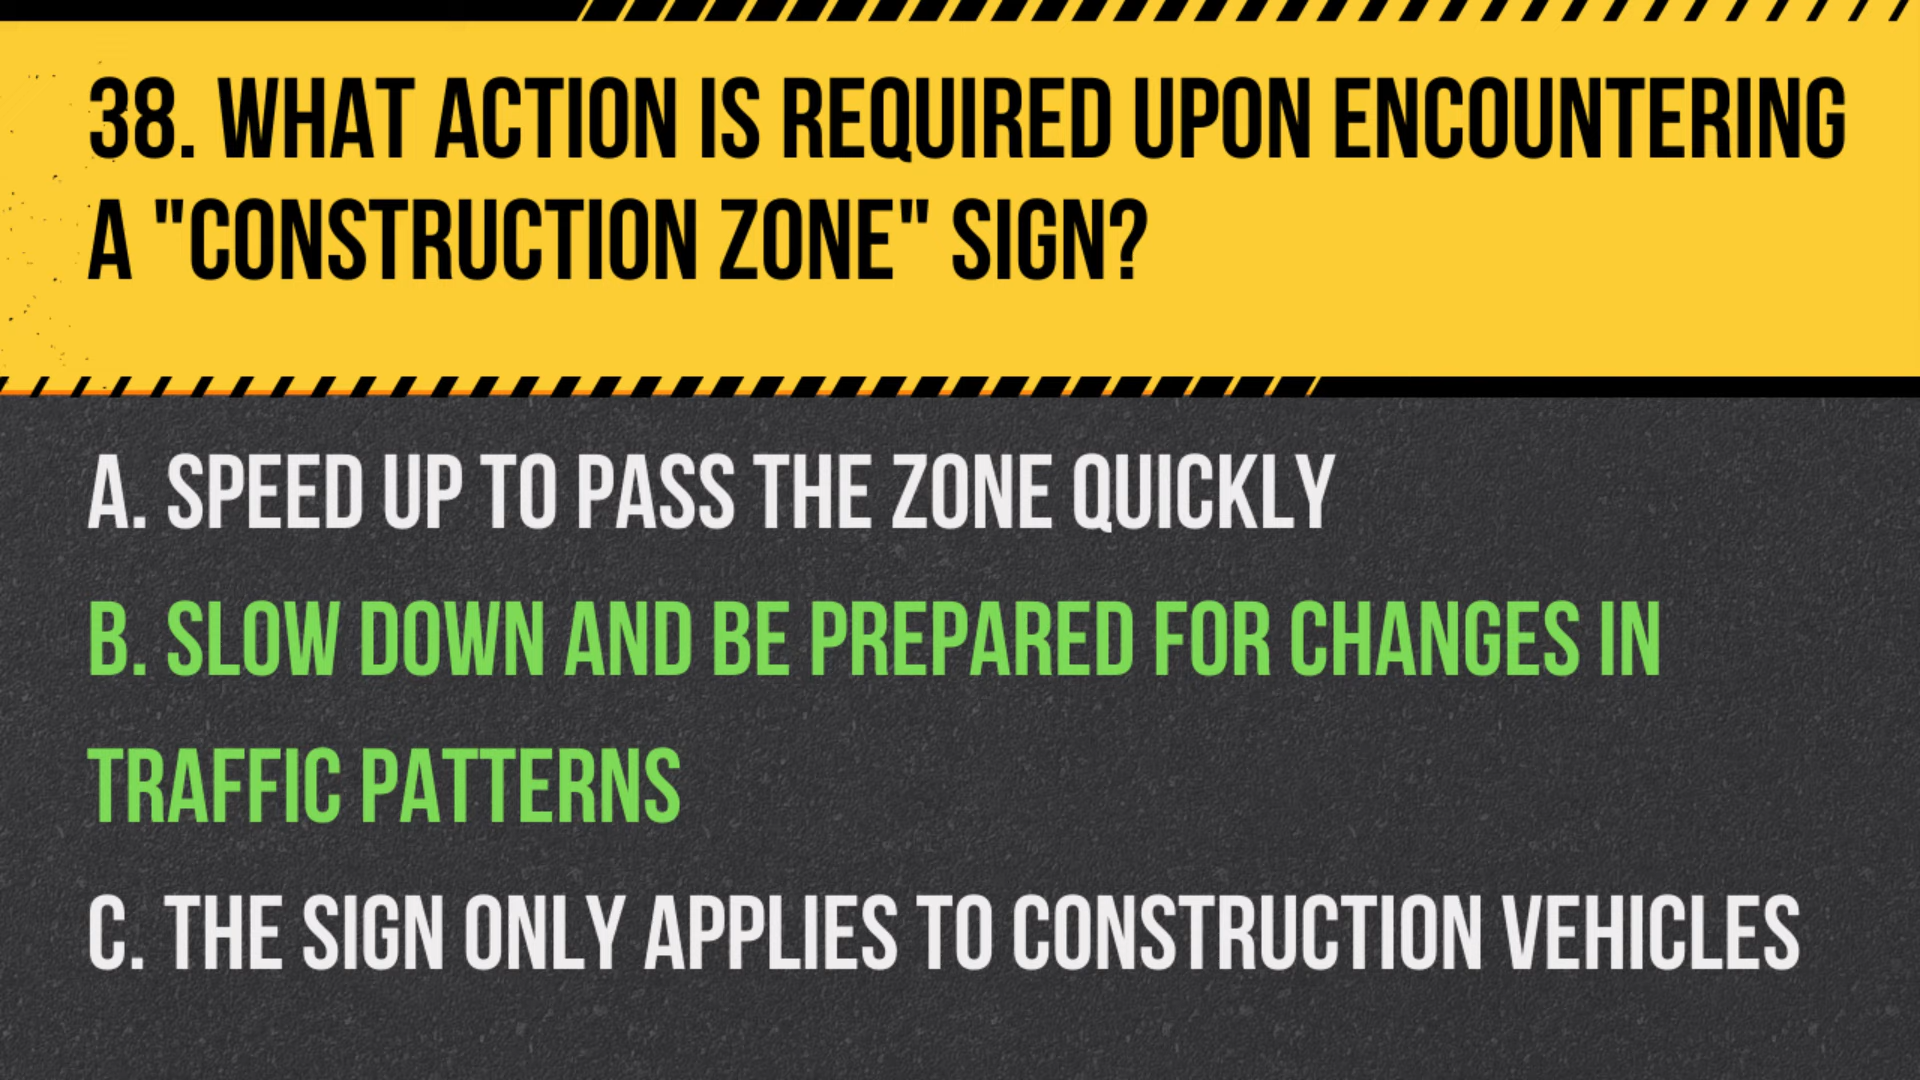 38. WHAT ACTION IS REQUIRED UPON ENCOUNTERING
A "CONSTRUCTION ZONE" SIGN?
A. SPEED UP TO PASS THE ZONE QUICKLY
B. SLOW DOWN AND BE PREPARED FOR CHANGES IN
TRAFFIC PATTERNS
C. THE SIGN ONLY APPLIES TO CONSTRUCTION VEHICLES